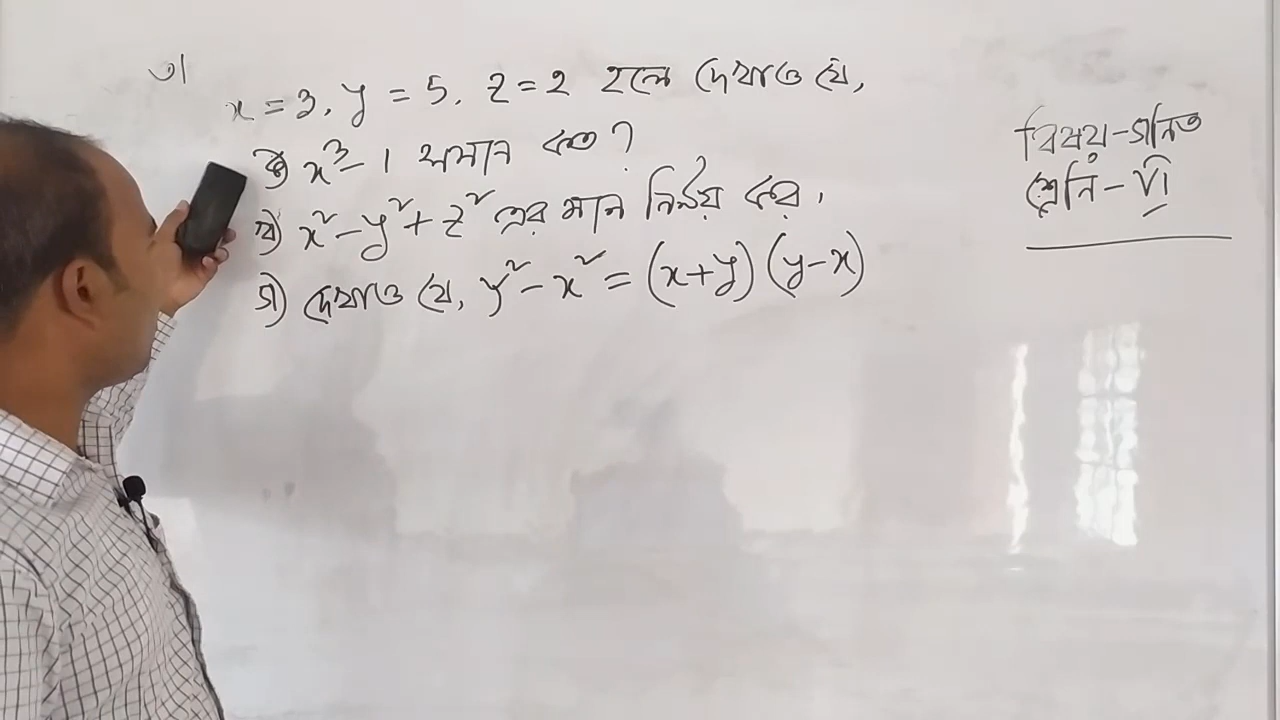 ৩।
x = 3, y = 5, z = 2 হলে দেখাও যে,
ক) x³ – 1 সমান কত ?
খ) x² – y² + z² এর মান নির্ণয় কর।
গ) দেখাও যে, y² – x² = (x+y) (y–x)
বিষয়-গনিত
শ্রেনি - VI